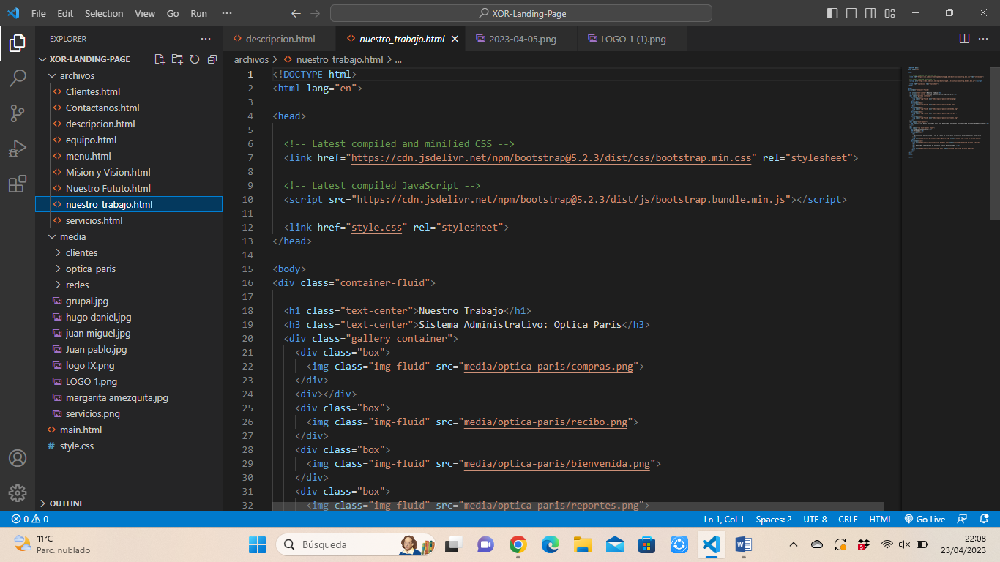 File Edit Selection View Go Run ··· XOR-Landing-Page
EXPLORER ···
XOR-LANDING-PAGE
archivos
Clientes.html
Contactanos.html
descripcion.html
equipo.html
menu.html
Mision y Vision.html
Nuestro Fututo.html
nuestro_trabajo.html
servicios.html
media
clientes
optica-paris
redes
grupal.jpg
hugo daniel.jpg
juan miguel.jpg
Juan pablo.jpg
logo !X.png
LOGO 1.png
margarita amezquita.jpg
servicios.png
main.html
# style.css
OUTLINE
descripcion.html nuestro_trabajo.html 2023-04-05.png LOGO 1 (1).png
archivos > nuestro_trabajo.html > ...
1 <!DOCTYPE html>
2 <html lang="en">
3
4 <head>
5
6 <!-- Latest compiled and minified CSS -->
7 <link href="https://cdn.jsdelivr.net/npm/bootstrap@5.2.3/dist/css/bootstrap.min.css" rel="stylesheet">
8
9 <!-- Latest compiled JavaScript -->
10 <script src="https://cdn.jsdelivr.net/npm/bootstrap@5.2.3/dist/js/bootstrap.bundle.min.js"></script>
11
12 <link href="style.css" rel="stylesheet">
13 </head>
14
15 <body>
16 <div class="container-fluid">
17
18 <h1 class="text-center">Nuestro Trabajo</h1>
19 <h3 class="text-center">Sistema Administrativo: Optica Paris</h3>
20 <div class="gallery container">
21 <div class="box">
22 <img class="img-fluid" src="media/optica-paris/compras.png">
23 </div>
24 <div></div>
25 <div class="box">
26 <img class="img-fluid" src="media/optica-paris/recibo.png">
27 </div>
28 <div class="box">
29 <img class="img-fluid" src="media/optica-paris/bienvenida.png">
30 </div>
31 <div class="box">
32 <img class="img-fluid" src="media/optica-paris/reportes.png">
0 0 Ln 1, Col 1 Spaces: 2 UTF-8 CRLF HTML Go Live
11°C
Parc. nublado
Búsqueda
5
22:08
23/04/2023